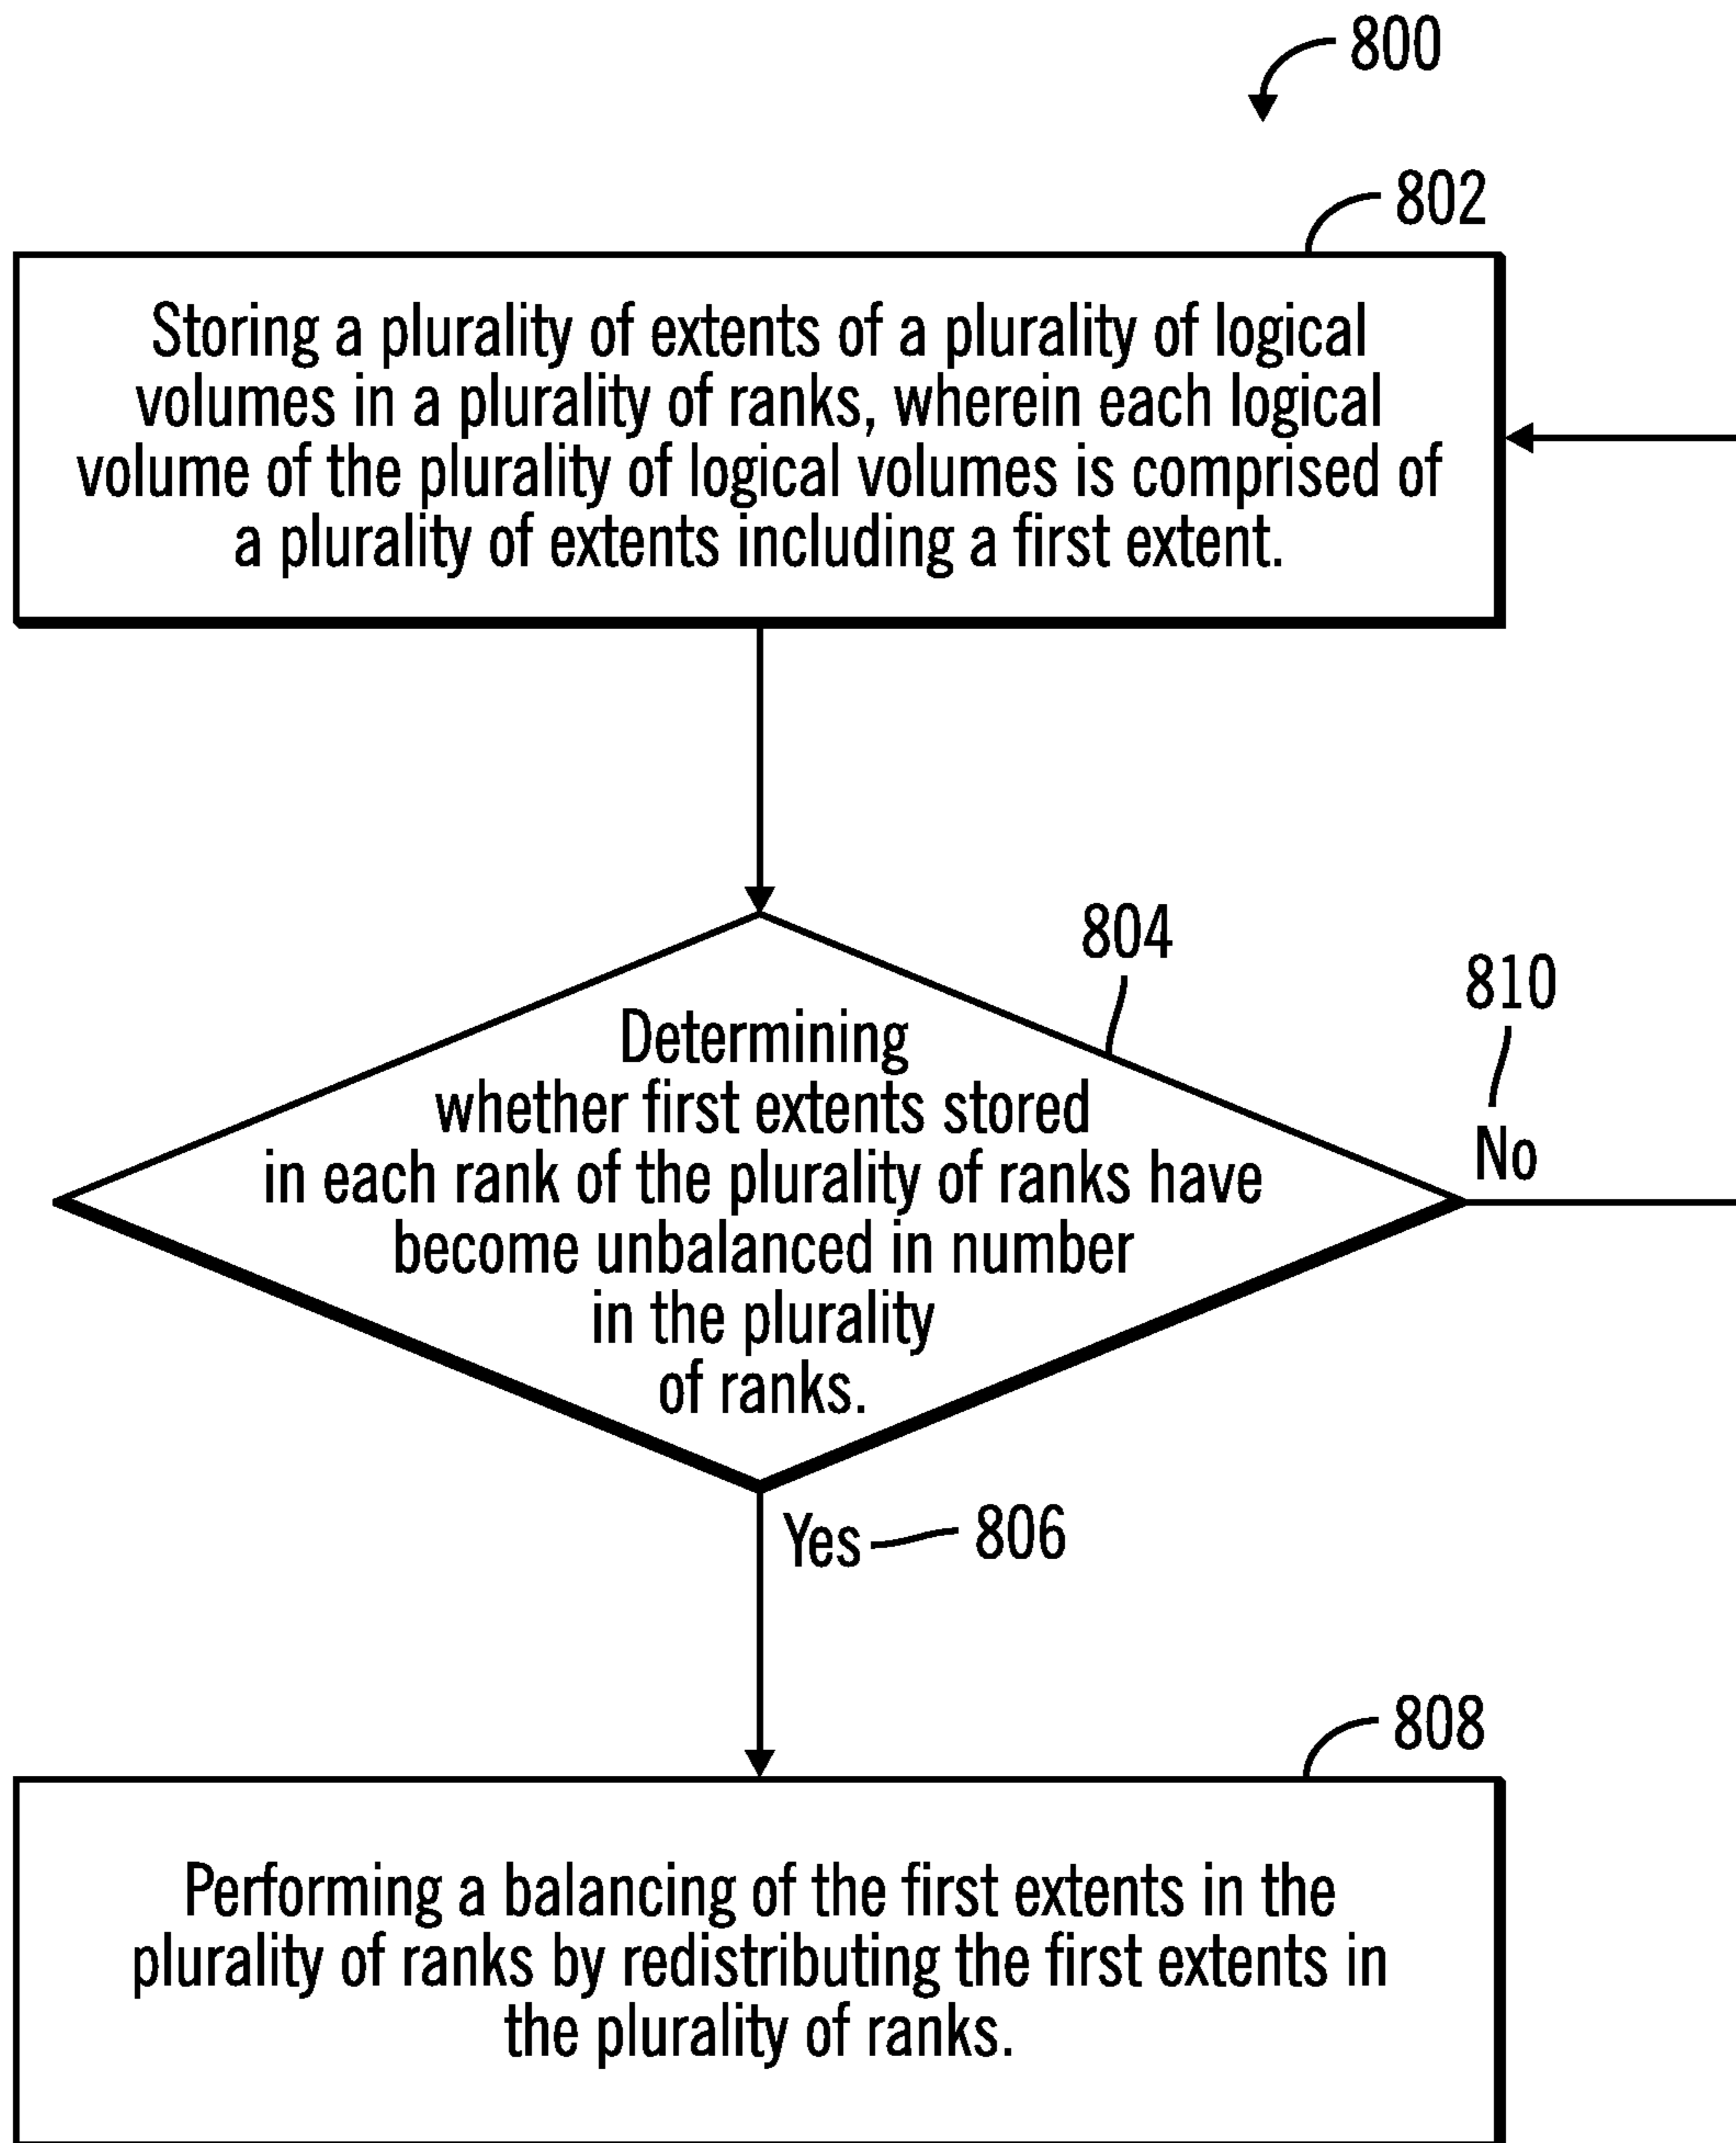 800
802
Storing a plurality of extents of a plurality of logical
volumes in a plurality of ranks, wherein each logical
volume of the plurality of logical volumes is comprised of
a plurality of extents including a first extent.
804
810
Determining
whether first extents stored
in each rank of the plurality of ranks have
become unbalanced in number
in the plurality
of ranks.
No
Yes
806
808
Performing a balancing of the first extents in the
plurality of ranks by redistributing the first extents in
the plurality of ranks.